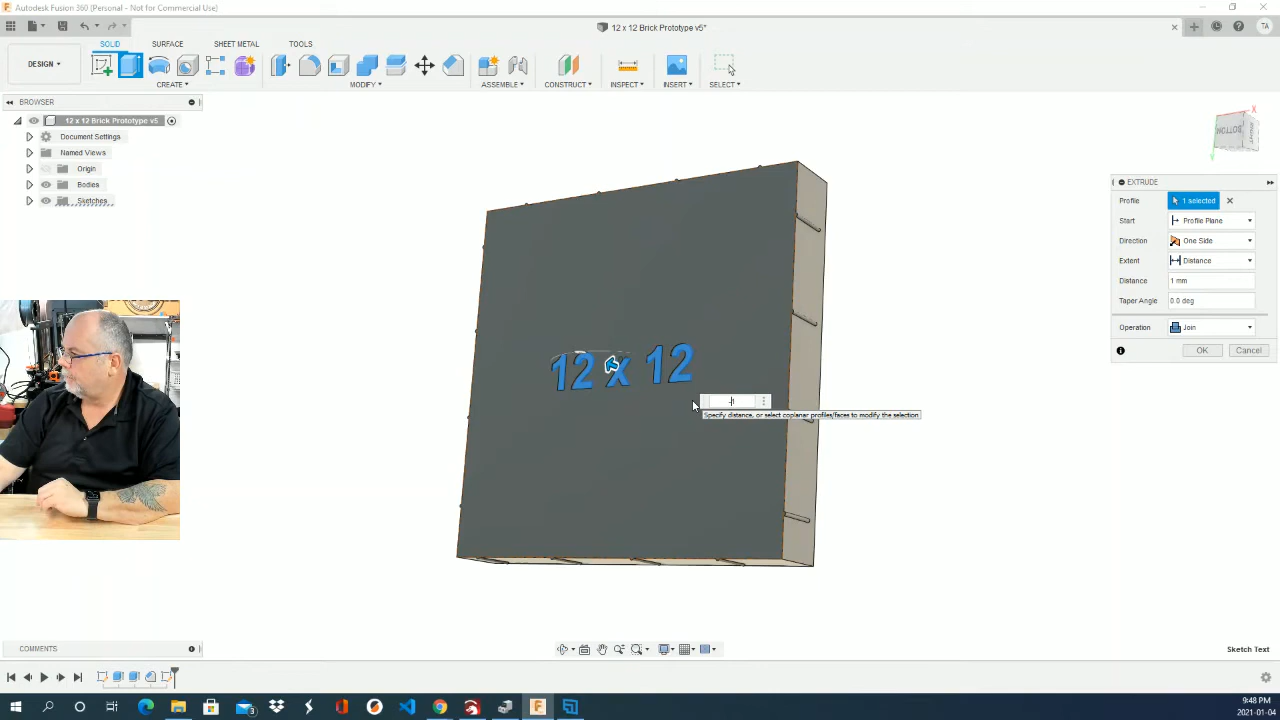 Autodesk Fusion 360 (Personal - Not for Commercial Use)
12 x 12 Brick Prototype v5*
TA
DESIGN
SOLID
SURFACE
SHEET METAL
TOOLS
CREATE
MODIFY
ASSEMBLE
CONSTRUCT
INSPECT
INSERT
SELECT
BROWSER
12 x 12 Brick Prototype v5
Document Settings
Named Views
Origin
Bodies
Sketches
BOTTOM
X
Y
EXTRUDE
Profile 1 selected
Start Profile Plane
Direction One Side
Extent Distance
Distance 1 mm
Taper Angle 0.0 deg
Operation Join
OK Cancel
12 x 12
Specify distance, or select coplanar profiles/faces to modify the selection
COMMENTS
Sketch Text
9:48 PM
2021-01-04